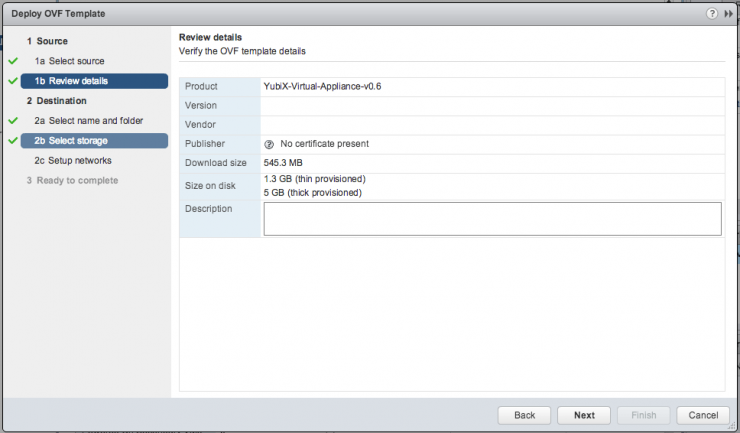 Deploy OVF Template
1 Source
1a Select source
1b Review details
2 Destination
2a Select name and folder
2b Select storage
2c Setup networks
3 Ready to complete
Review details
Verify the OVF template details
Product YubiX-Virtual-Appliance-v0.6
Version
Vendor
Publisher No certificate present
Download size 545.3 MB
Size on disk 1.3 GB (thin provisioned)
5 GB (thick provisioned)
Description
Back Next Finish Cancel